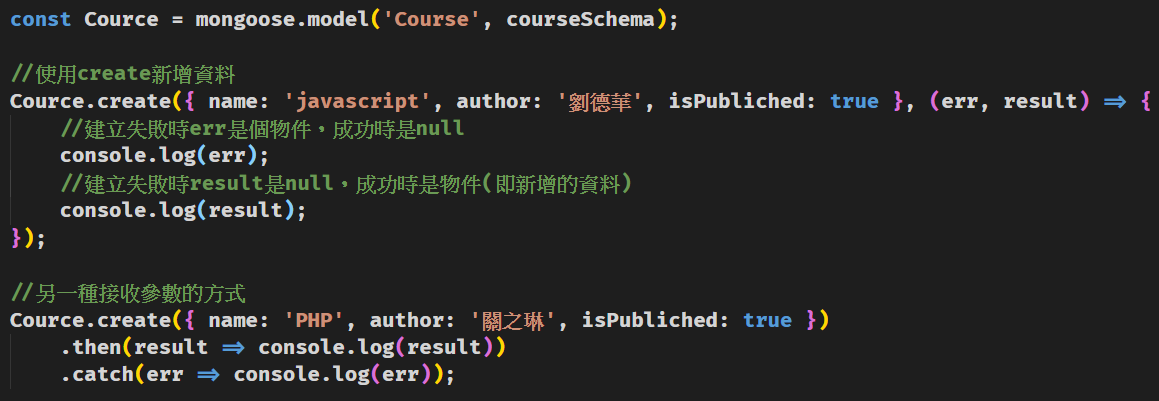 const Cource = mongoose.model('Course', courseSchema);
//使用create新增資料
Cource.create({ name: 'javascript', author: '劉德華', isPubliched: true }, (err, result) => {
//建立失敗時err是個物件，成功時是null
console.log(err);
//建立失敗時result是null，成功時是物件(即新增的資料)
console.log(result);
});
//另一種接收參數的方式
Cource.create({ name: 'PHP', author: '關之琳', isPubliched: true })
.then(result => console.log(result))
.catch(err => console.log(err));